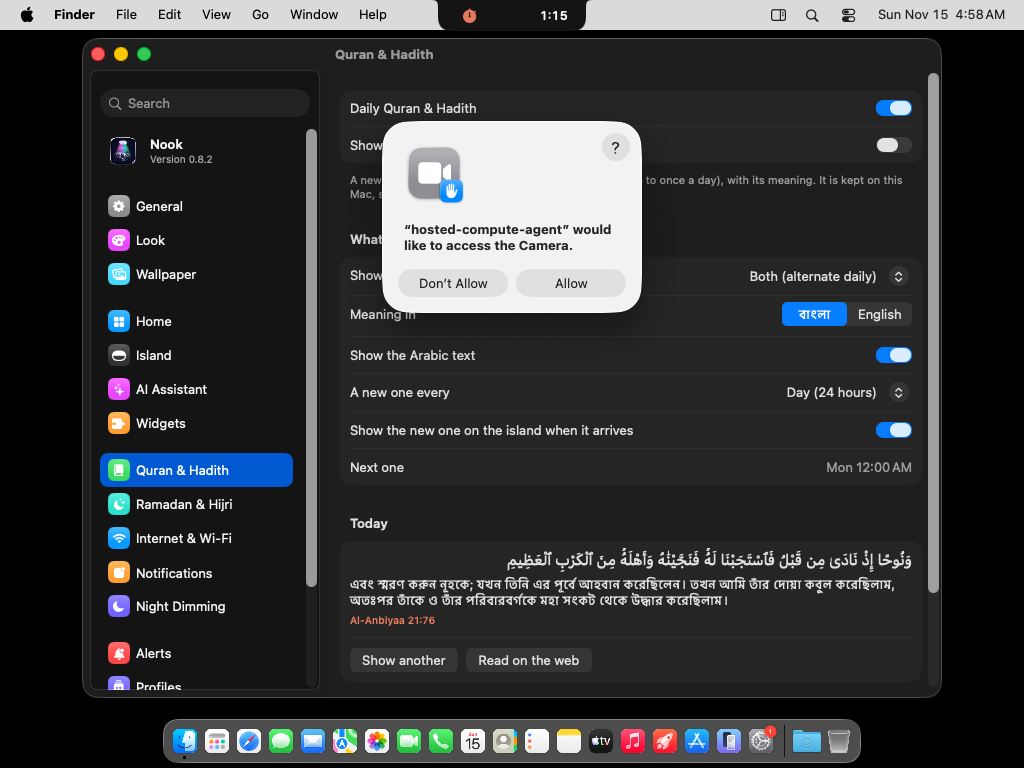 Finder File Edit View Go Window Help 1:15 Sun Nov 15 4:58 AM
Quran & Hadith
Search
Nook
Version 0.8.2
General
Look
Wallpaper
Home
Island
AI Assistant
Widgets
Quran & Hadith
Ramadan & Hijri
Internet & Wi-Fi
Notifications
Night Dimming
Alerts
Profiles
Daily Quran & Hadith
Show
A new to once a day), with its meaning. It is kept on this
Mac,
What
Show Both (alternate daily)
Meaning in বাংলা English
Show the Arabic text
A new one every Day (24 hours)
Show the new one on the island when it arrives
Next one Mon 12:00 AM
Today
وَنُوحًا إِذْ نَادَىٰ مِن قَبْلُ فَٱسْتَجَبْنَا لَهُۥ فَنَجَّيْنَٰهُ وَأَهْلَهُۥ مِنَ ٱلْكَرْبِ ٱلْعَظِيمِ
এবং স্মরণ করুন নূহকে; যখন তিনি এর পূর্বে আহবান করেছিলেন। তখন আমি তাঁর দোয়া কবুল করেছিলাম,
অতঃপর তাঁকে ও তাঁর পরিবারবর্গকে মহা সংকট থেকে উদ্ধার করেছিলাম।
Al-Anbiyaa 21:76
Show another Read on the web
?
“hosted-compute-agent” would
like to access the Camera.
Don’t Allow Allow
SEP
15
tv
1